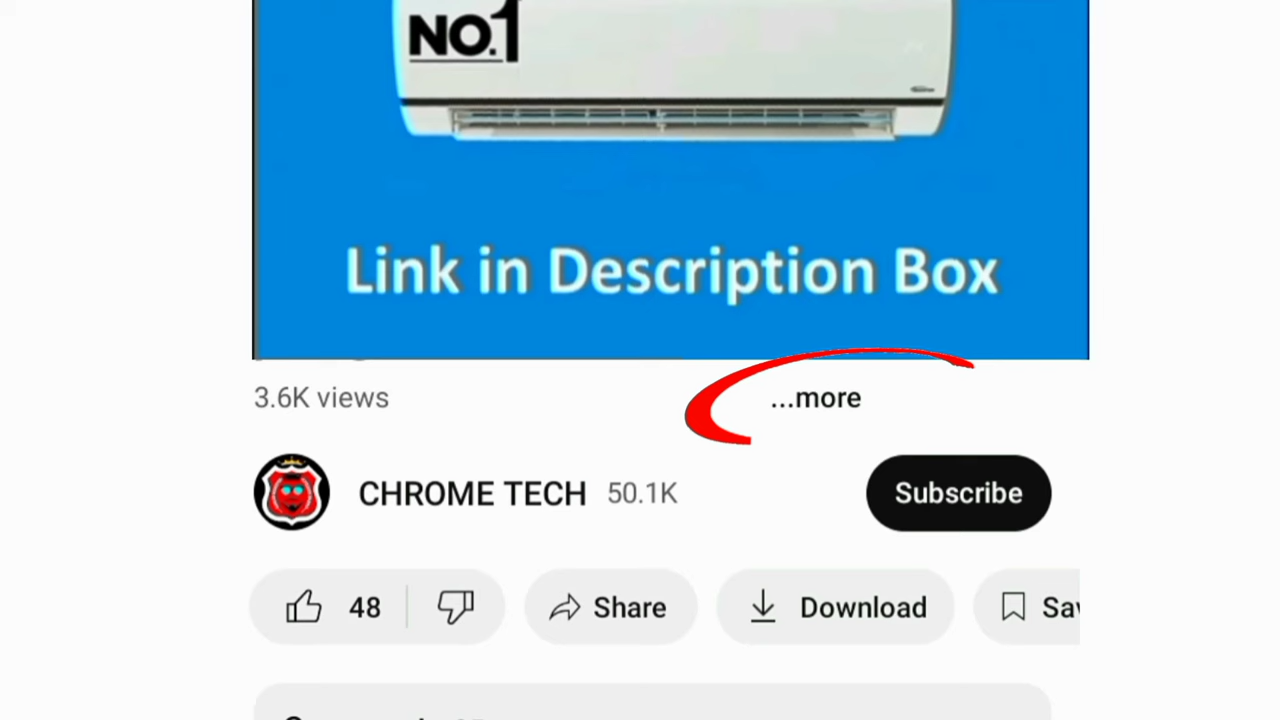 NO.1
Link in Description Box
3.6K views ...more
CHROME TECH 50.1K Subscribe
48 Share Download